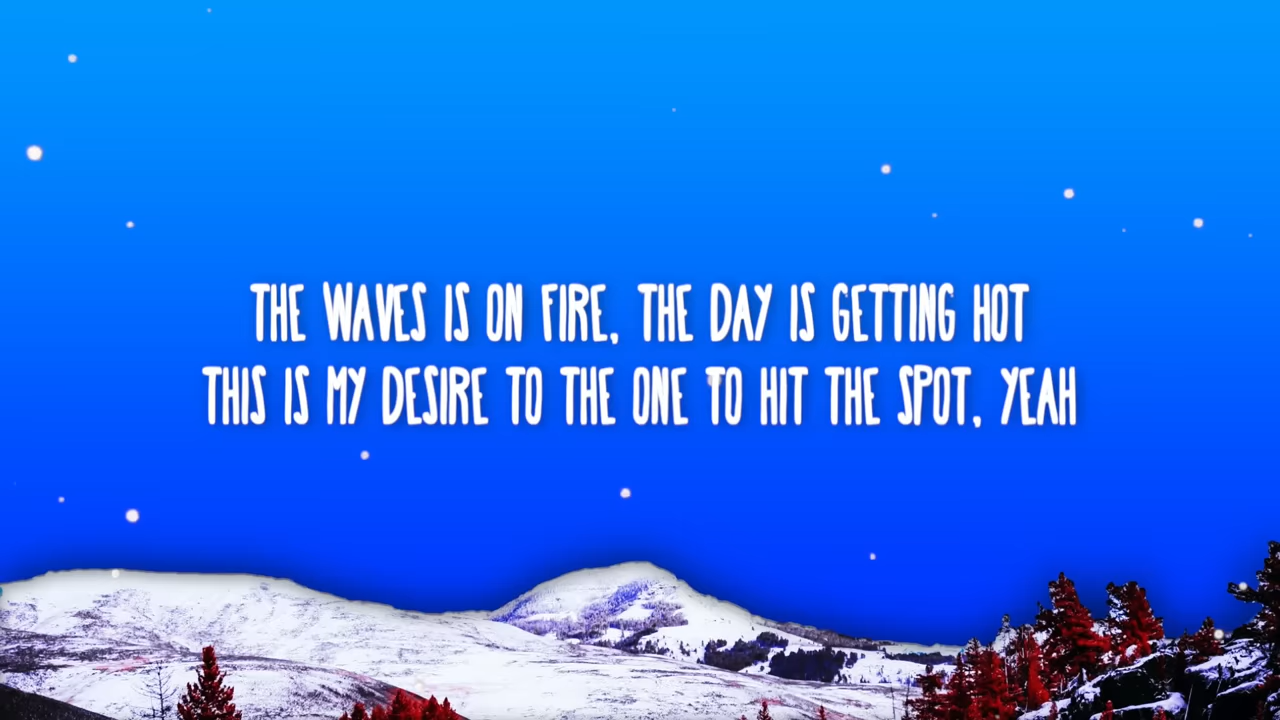 THE WAVES IS ON FIRE, THE DAY IS GETTING HOT
THIS IS MY DESIRE TO THE ONE TO HIT THE SPOT, YEAH